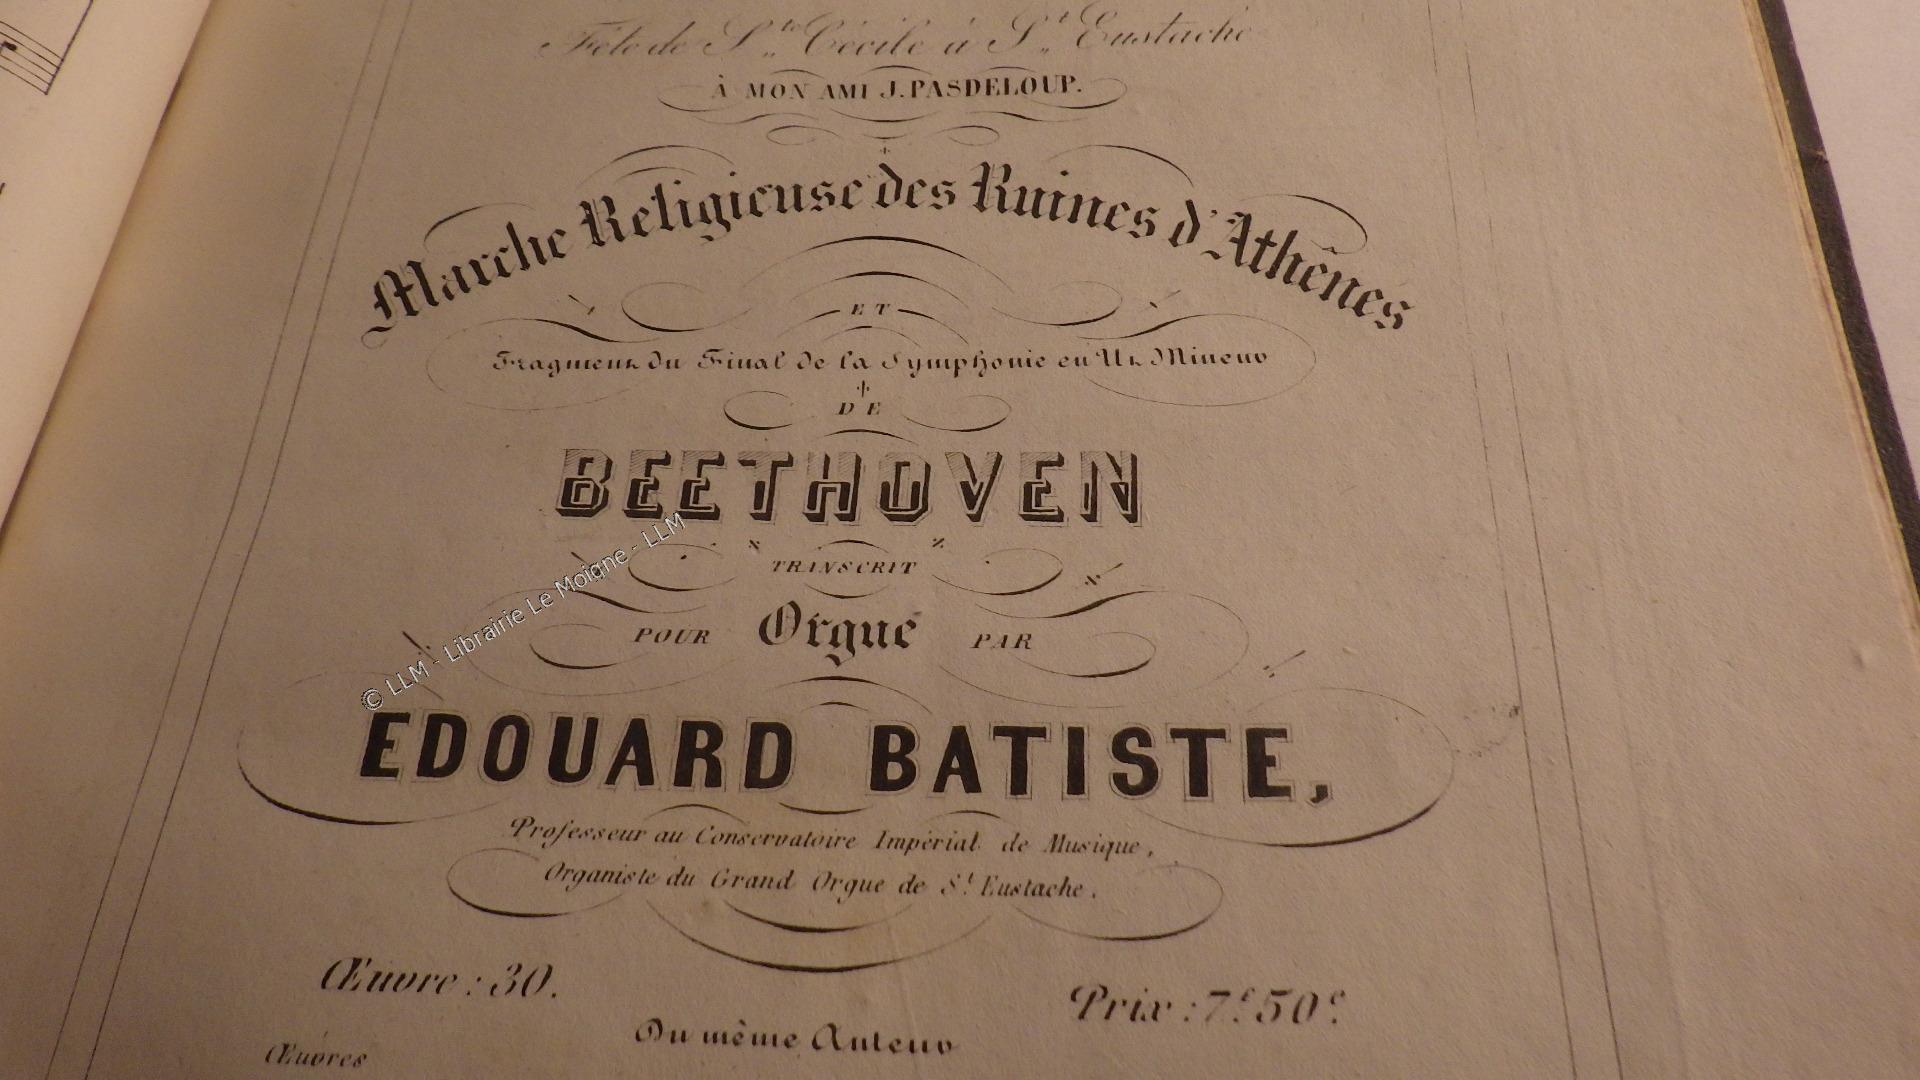 Fête de Ste Cécile à St Eustache
À MON AMI J. PASDELOUP.
Marche Religieuse des Ruines d'Athênes
ET
Fragment du Final de la Symphonie en Ut Mineur
DE
BEETHOVEN
TRANSCRIT
POUR Orgue PAR
© LLM - Librairie Le Moigne - LLM
EDOUARD BATISTE,
Professeur au Conservatoire Impérial de Musique,
Organiste du Grand Orgue de St Eustache.
Œuvre : 30.
Prix : 7f 50c
Du même Auteur
Œuvres